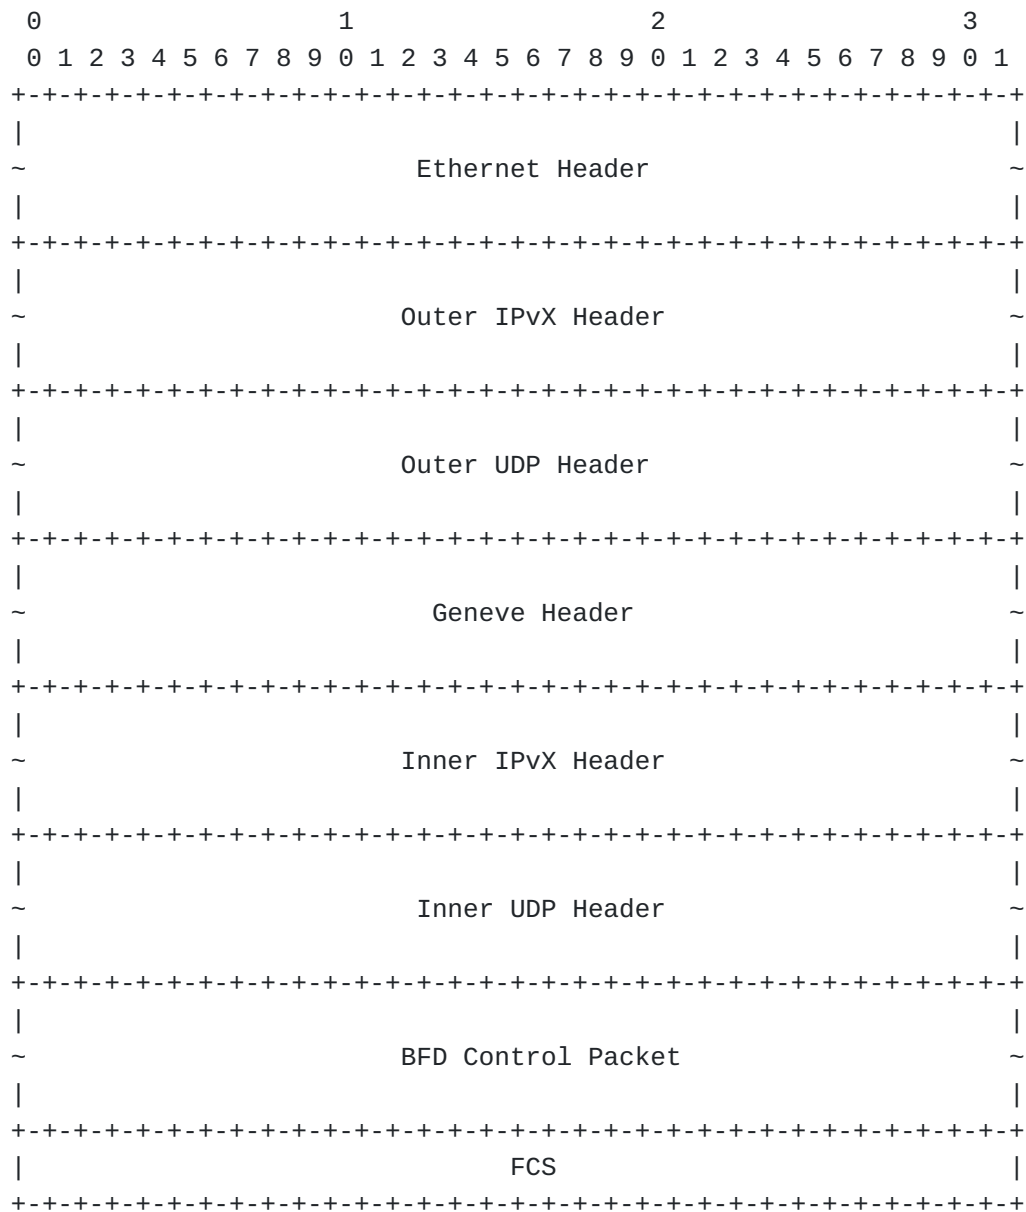 0                   1                   2                   3
 0 1 2 3 4 5 6 7 8 9 0 1 2 3 4 5 6 7 8 9 0 1 2 3 4 5 6 7 8 9 0 1
+-+-+-+-+-+-+-+-+-+-+-+-+-+-+-+-+-+-+-+-+-+-+-+-+-+-+-+-+-+-+-+-+
|                                                               |
~                         Ethernet Header                       ~
|                                                               |
+-+-+-+-+-+-+-+-+-+-+-+-+-+-+-+-+-+-+-+-+-+-+-+-+-+-+-+-+-+-+-+-+
|                                                               |
~                        Outer IPvX Header                      ~
|                                                               |
+-+-+-+-+-+-+-+-+-+-+-+-+-+-+-+-+-+-+-+-+-+-+-+-+-+-+-+-+-+-+-+-+
|                                                               |
~                        Outer UDP Header                       ~
|                                                               |
+-+-+-+-+-+-+-+-+-+-+-+-+-+-+-+-+-+-+-+-+-+-+-+-+-+-+-+-+-+-+-+-+
|                                                               |
~                          Geneve Header                        ~
|                                                               |
+-+-+-+-+-+-+-+-+-+-+-+-+-+-+-+-+-+-+-+-+-+-+-+-+-+-+-+-+-+-+-+-+
|                                                               |
~                        Inner IPvX Header                      ~
|                                                               |
+-+-+-+-+-+-+-+-+-+-+-+-+-+-+-+-+-+-+-+-+-+-+-+-+-+-+-+-+-+-+-+-+
|                                                               |
~                         Inner UDP Header                      ~
|                                                               |
+-+-+-+-+-+-+-+-+-+-+-+-+-+-+-+-+-+-+-+-+-+-+-+-+-+-+-+-+-+-+-+-+
|                                                               |
~                        BFD Control Packet                     ~
|                                                               |
+-+-+-+-+-+-+-+-+-+-+-+-+-+-+-+-+-+-+-+-+-+-+-+-+-+-+-+-+-+-+-+-+
|                               FCS                             |
+-+-+-+-+-+-+-+-+-+-+-+-+-+-+-+-+-+-+-+-+-+-+-+-+-+-+-+-+-+-+-+-+